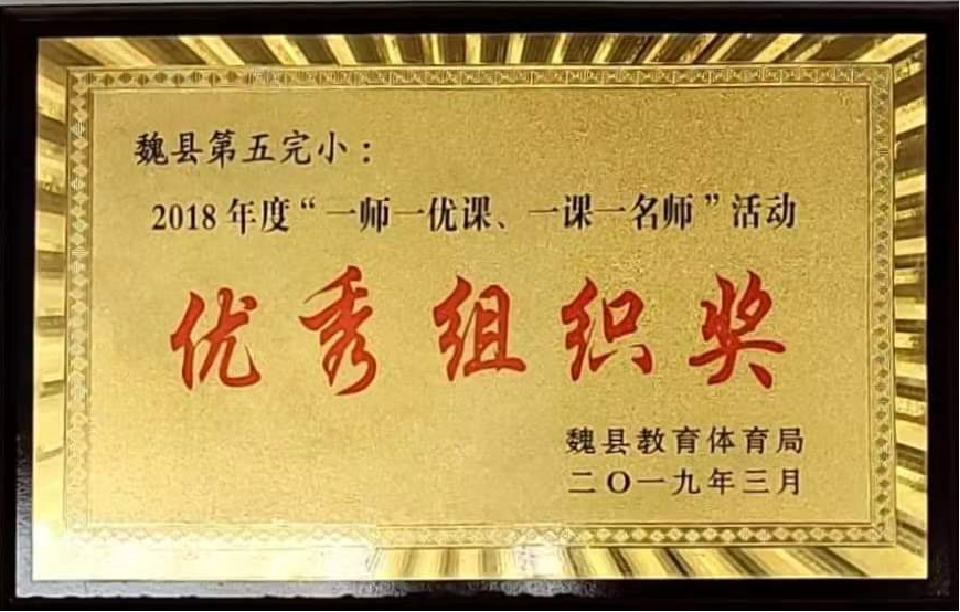 魏县第五完小：
2018年度“一师一优课、一课一名师”活动
优秀组织奖
魏县教育体育局
二〇一九年三月